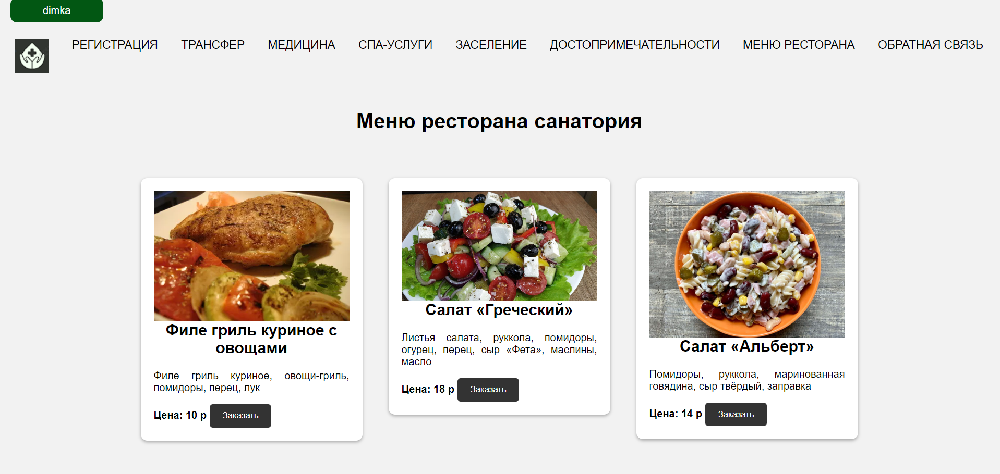 dimka
РЕГИСТРАЦИЯ ТРАНСФЕР МЕДИЦИНА СПА-УСЛУГИ ЗАСЕЛЕНИЕ ДОСТОПРИМЕЧАТЕЛЬНОСТИ МЕНЮ РЕСТОРАНА ОБРАТНАЯ СВЯЗЬ
Меню ресторана санатория
Филе гриль куриное с
овощами
Филе гриль куриное, овощи-гриль,
помидоры, перец, лук
Цена: 10 р Заказать
Салат «Греческий»
Листья салата, руккола, помидоры,
огурец, перец, сыр «Фета», маслины,
масло
Цена: 18 р Заказать
Салат «Альберт»
Помидоры, руккола, маринованная
говядина, сыр твёрдый, заправка
Цена: 14 р Заказать